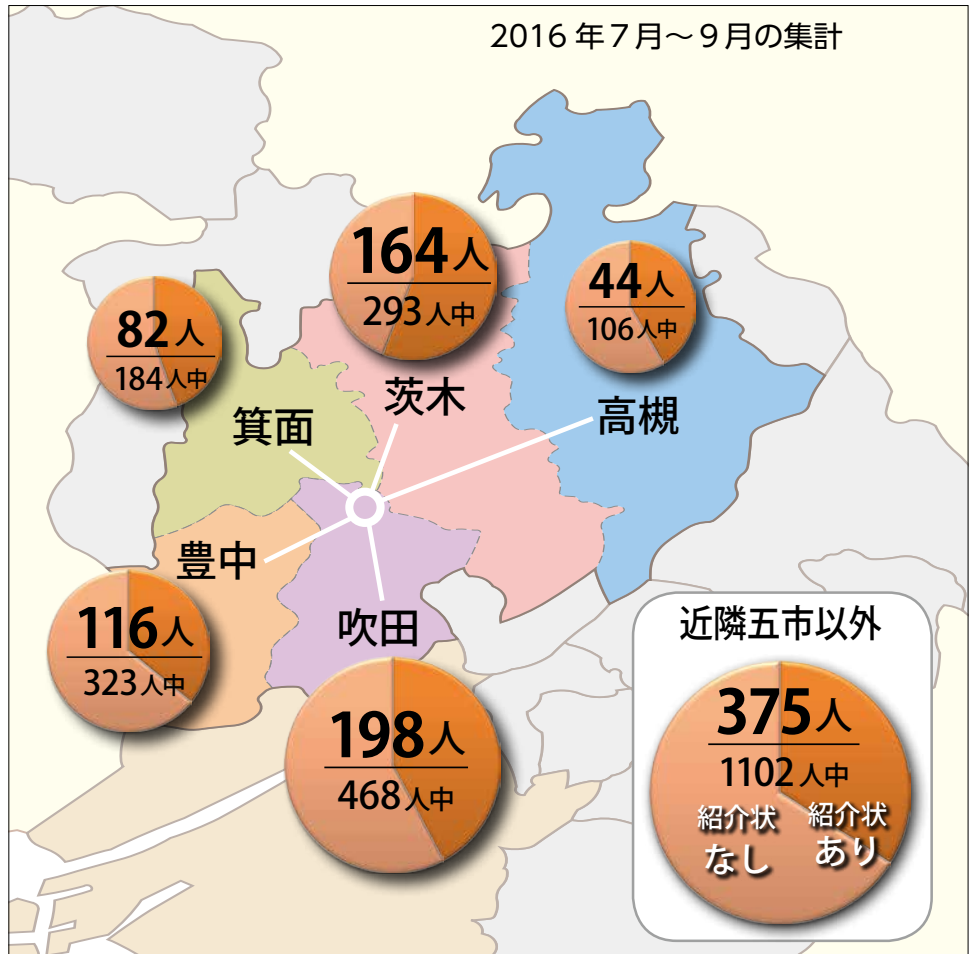 2016年7月～9月の集計
164人
293人中
44人
106人中
82人
184人中
茨木
高槻
箕面
豊中
吹田
116人
323人中
198人
468人中
近隣五市以外
375人
1102人中
紹介状
なし
紹介状
あり